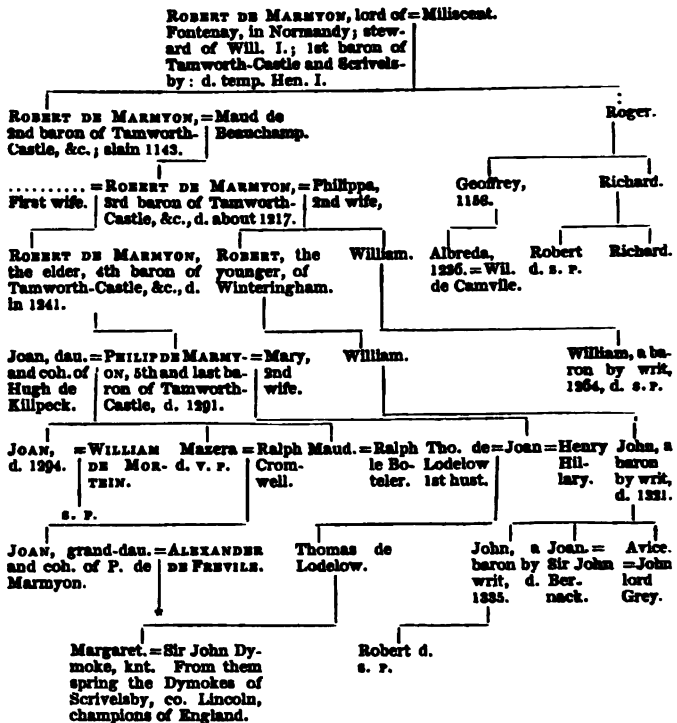 ROBERT DE MARMYON, lord of = Miliscent.
Fontenay, in Normandy; stew-
ard of Will. I.; 1st baron of
Tamworth-Castle and Scrivels-
by: d. temp. Hen. I.
ROBERT DE MARMYON, = Maud de
2nd baron of Tamworth- Beauchamp.
Castle, &c.; slain 1143.
Roger.
.......... = ROBERT DE MARMYON, = Philippa,
First wife. 3rd baron of Tamworth- 2nd wife,
Castle, &c., d. about 1217.
Geoffrey,
1156.
Richard.
ROBERT DE MARMYON,
the elder, 4th baron of
Tamworth-Castle, &c., d.
in 1241.
ROBERT, the
younger, of
Winteringham.
William.
Albreda,
1236. = Wil.
de Camvile.
Robert
d. s. p.
Richard.
Joan, dau. = PHILIP DE MARMY- = Mary,
and coh. of ON, 5th and last ba- 2nd
Hugh de ron of Tamworth- wife.
Killpeck. Castle, d. 1291.
William.
William, a ba-
ron by writ,
1264, d. s. p.
JOAN, = WILLIAM
d. 1294. DE MOR-
TEIN.
s. p.
Mazera = Ralph
d. v. p. Crom-
well.
Maud. = Ralph
le Bo-
teler.
Tho. de = Joan = Henry
Lodelow Hil-
1st hust. lary.
John, a
baron
by writ,
d. 1321.
JOAN, grand-dau. = ALEXANDER
and coh. of P. de DE FREVILE.
Marmyon.
*
Thomas de
Lodelow.
John, a
baron by
writ, d.
1335.
Joan. =
Sir John
Ber-
nack.
Avice.
= John
lord
Grey.
Margaret. = Sir John Dy-
moke, knt. From them
spring the Dymokes of
Scrivelsby, co. Lincoln,
champions of England.
Robert d.
s. p.